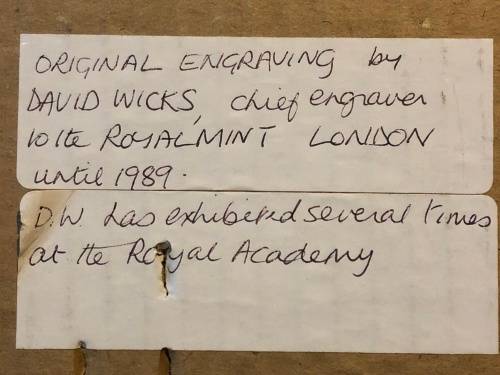 ORIGINAL ENGRAVING by
DAVID WICKS, chief engraver
to the ROYAL MINT LONDON
until 1989.
D.W. has exhibited several times
at the Royal Academy